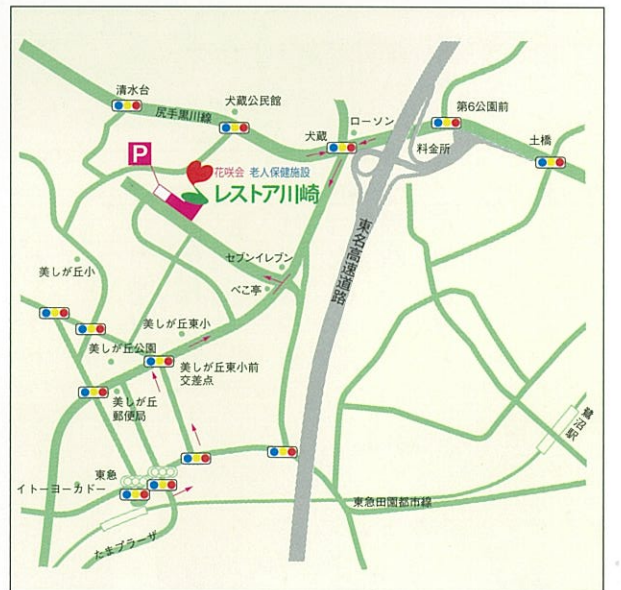 清水台
尻手黒川線
犬蔵公民館
犬蔵
ローソン
第6公園前
料金所
土橋
P
花咲会 老人保健施設
レストア川崎
東名高速道路
セブンイレブン
べこ亭
美しが丘小
美しが丘東小
美しが丘公園
美しが丘東小前
交差点
美しが丘
郵便局
鷺沼駅
東急
イトーヨーカドー
東急田園都市線
たまプラーザ